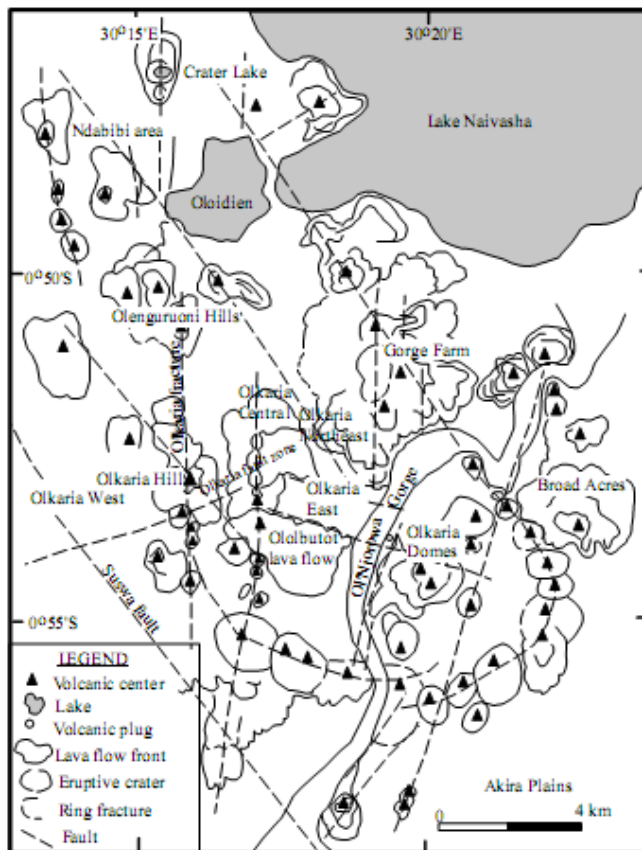 30°15'E
30°20'E
Crater Lake
Lake Naivasha
Ndabibi area
Oloidien
0°50'S
Olenguruoni Hills
Gorge Farm
Olkaria fracture
Olkaria
Central
Olkaria
Northeast
Olkaria fault zone
Olkaria Hill
Olkaria West
Olkaria
East
Gorge
Broad Acres
Ololbutot
lava flow
Ol Njorowa
Olkaria
Domes
Suswa fault
0°55'S
LEGEND
Volcanic center
Lake
Volcanic plug
Lava flow front
Eruptive crater
Ring fracture
Fault
Akira Plains
0
4 km